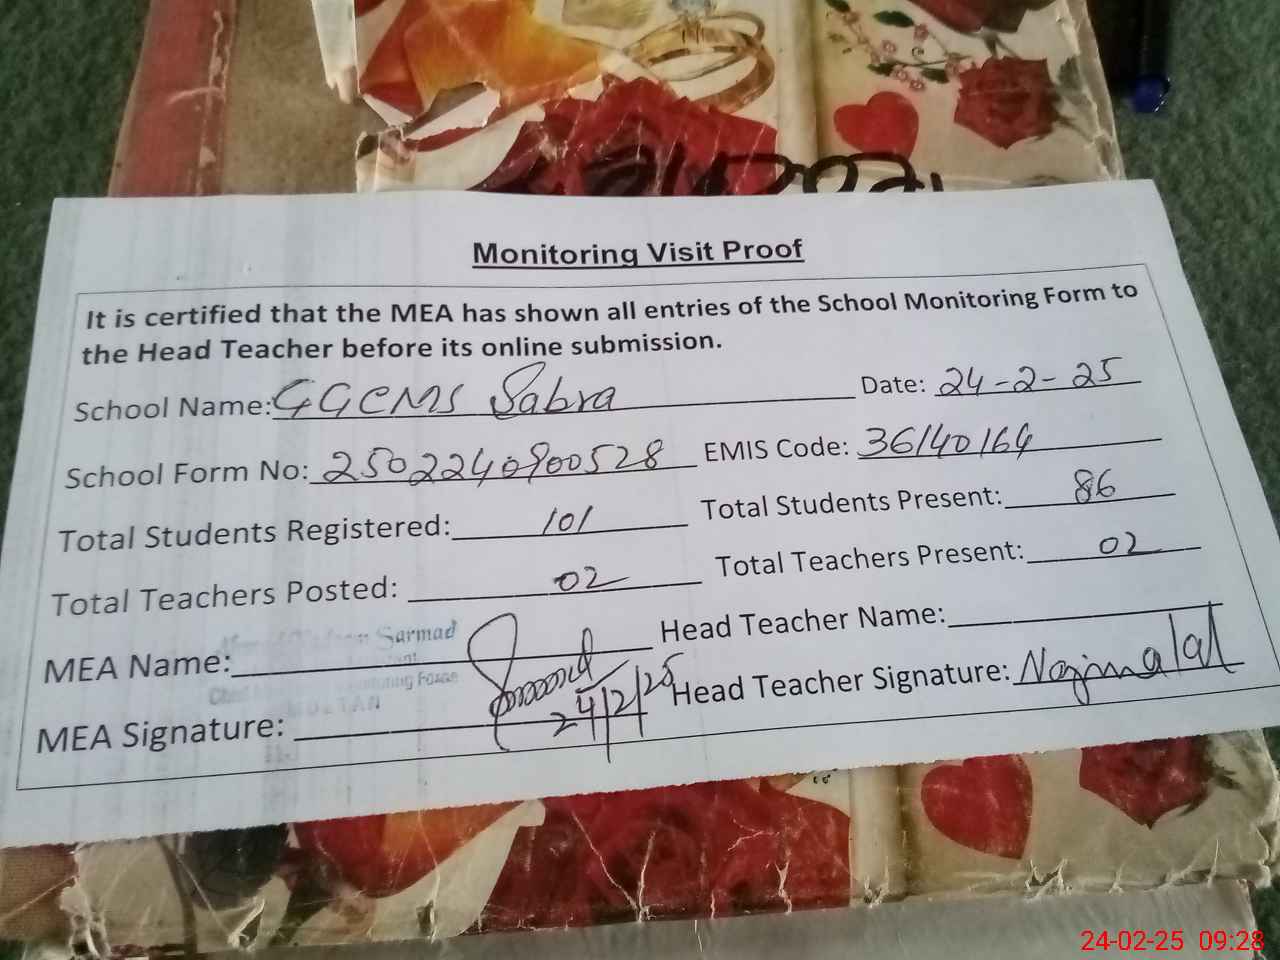 Monitoring Visit Proof
It is certified that the MEA has shown all entries of the School Monitoring Form to
the Head Teacher before its online submission.
School Name: GGCMS Sabra Date: 24-2-25
School Form No: 2502240900528 EMIS Code: 36140164
Total Students Registered: 101 Total Students Present: 86
Total Teachers Posted: 02 Total Teachers Present: 02
Sarmad
MEA Name: Head Teacher Name:
MULTAN
MEA Signature: 24/2/25 Head Teacher Signature:
24-02-25 09:28